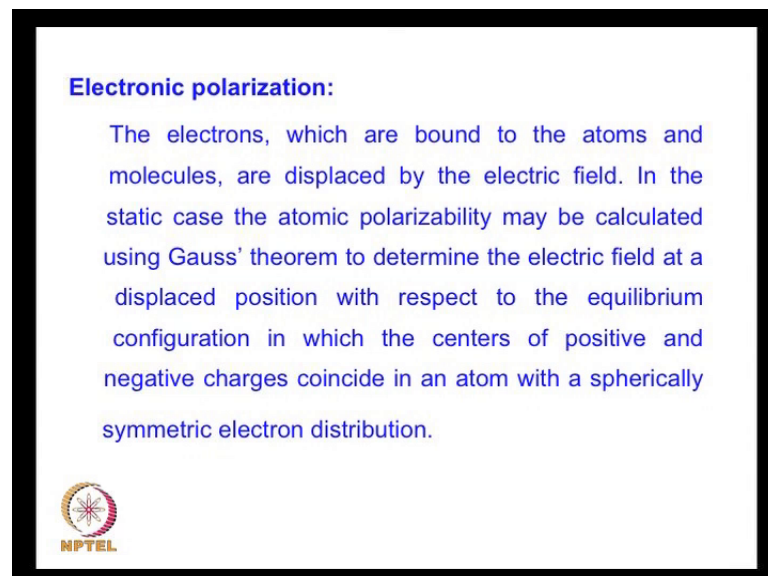 Electronic polarization:
The electrons, which are bound to the atoms and
molecules, are displaced by the electric field. In the
static case the atomic polarizability may be calculated
using Gauss’ theorem to determine the electric field at a
displaced position with respect to the equilibrium
configuration in which the centers of positive and
negative charges coincide in an atom with a spherically
symmetric electron distribution.
NPTEL